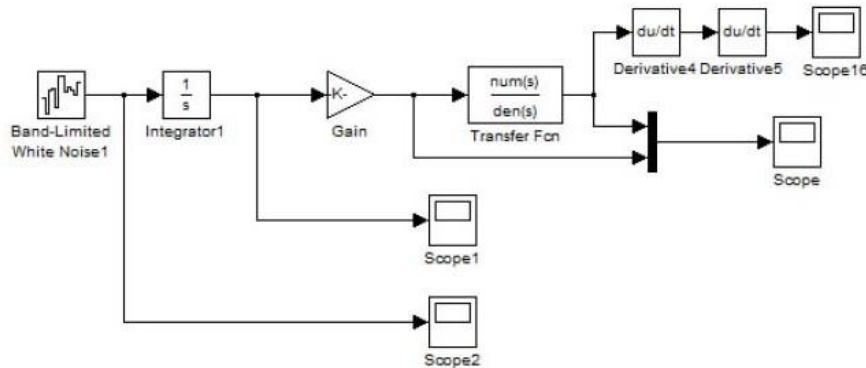 du/dt
du/dt
Derivative4
Derivative5
Scope16
Band-Limited
White Noise1
1
s
Integrator1
K-
Gain
num(s)
den(s)
Transfer Fcn
Scope
Scope1
Scope2